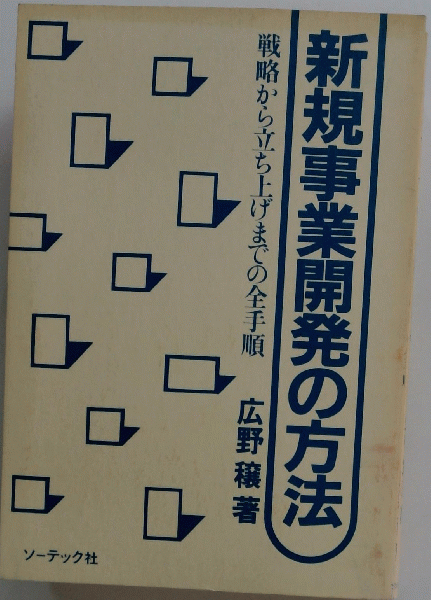 新規事業開発の方法
戦略から立ち上げまでの全手順
広野穣著
ソーテック社